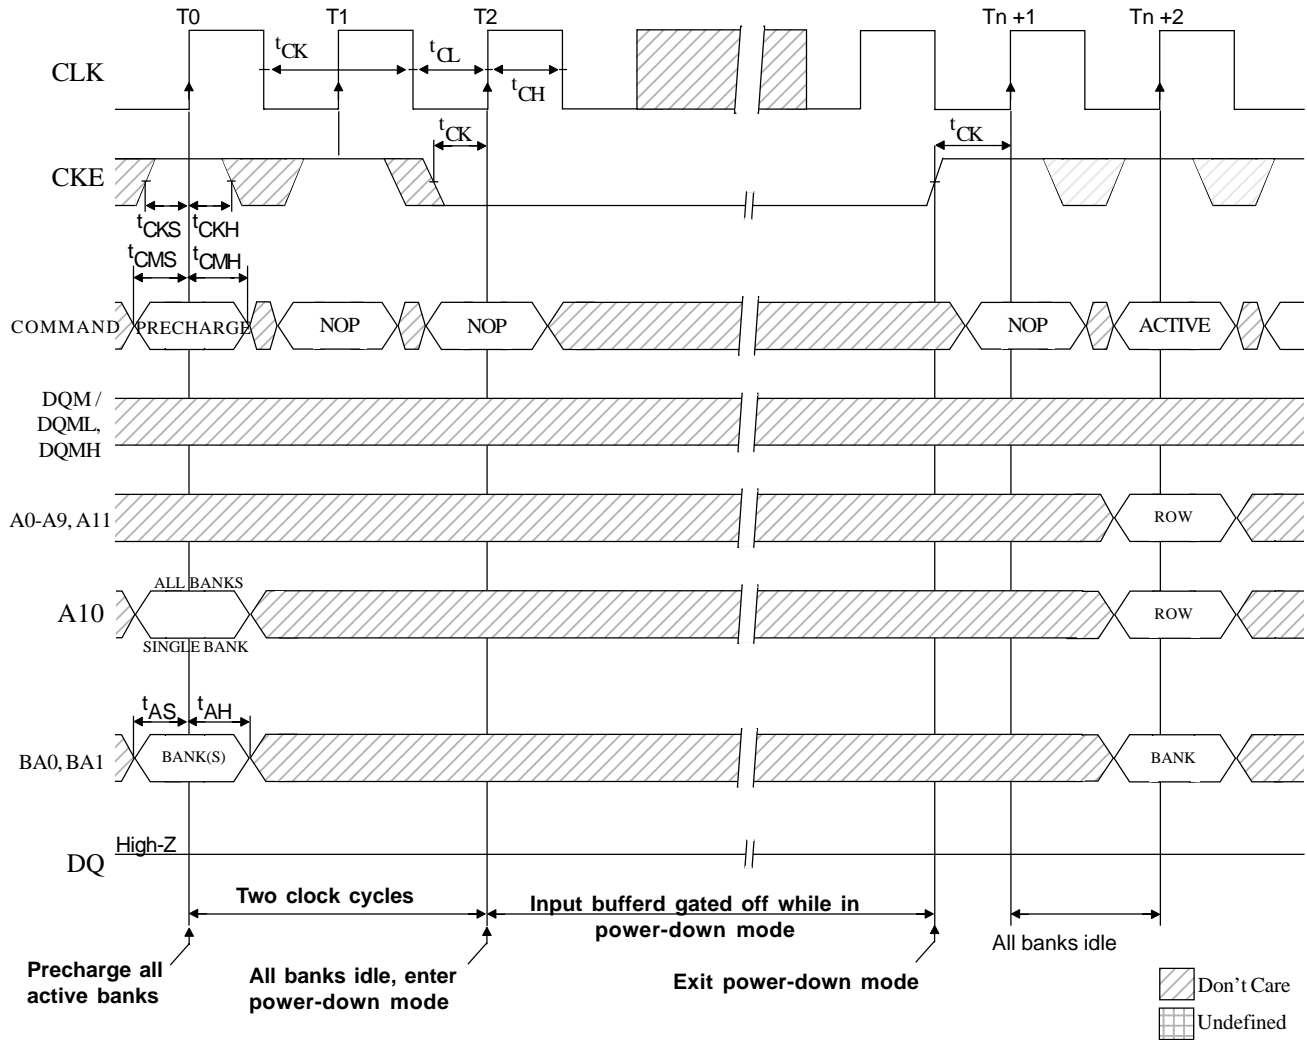 T0 T1 T2 Tn +1 Tn +2
CLK
tCK tCL tCH
tCK tCK
CKE
tCKS tCKH
tCMS tCMH
COMMAND PRECHARGE NOP NOP NOP ACTIVE
DQM /
DQML,
DQMH
A0-A9, A11 ROW
ALL BANKS
A10 ROW
SINGLE BANK
tAS tAH
BA0, BA1 BANK(S) BANK
High-Z
DQ
Two clock cycles
Input bufferd gated off while in
power-down mode
All banks idle
Precharge all
active banks
All banks idle, enter
power-down mode
Exit power-down mode
Don't Care
Undefined